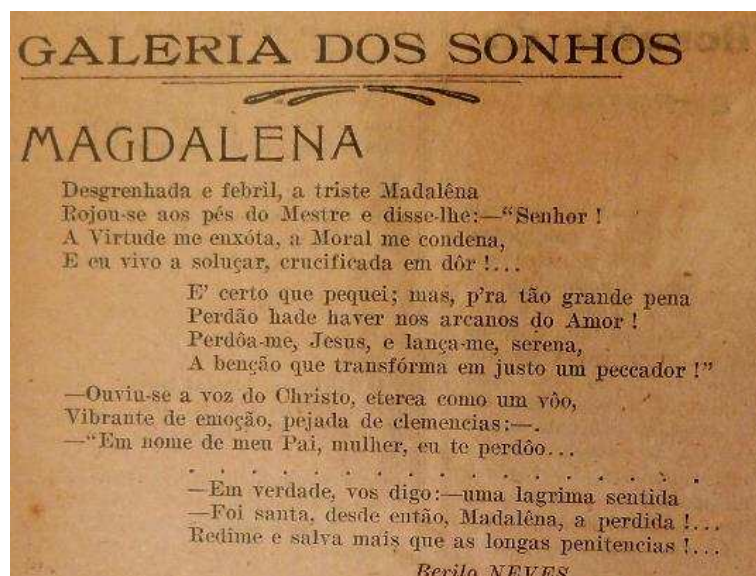 GALERIA DOS SONHOS
MAGDALENA
Desgrenhada e febril, a triste Madalêna
Rojou-se aos pés do Mestre e disse-lhe:—“Senhor !
A Virtude me enxóta, a Moral me condena,
E eu vivo a soluçar, crucificada em dôr !...
E' certo que pequei; mas, p'ra tão grande pena
Perdão hade haver nos arcanos do Amor !
Perdôa-me, Jesus, e lança-me, serena,
A benção que transfórma em justo um peccador !”
—Ouviu-se a voz do Christo, eterea como um vôo,
Vibrante de emoção, pejada de clemencias:—.
—“Em nome de meu Pai, mulher, eu te perdôo...
. . . . . . . . . . . . . . . . . .
—Em verdade, vos digo:—uma lagrima sentida
—Foi santa, desde então, Madalêna, a perdida !...
Redime e salva mais que as longas penitencias !...
Berilo NEVES